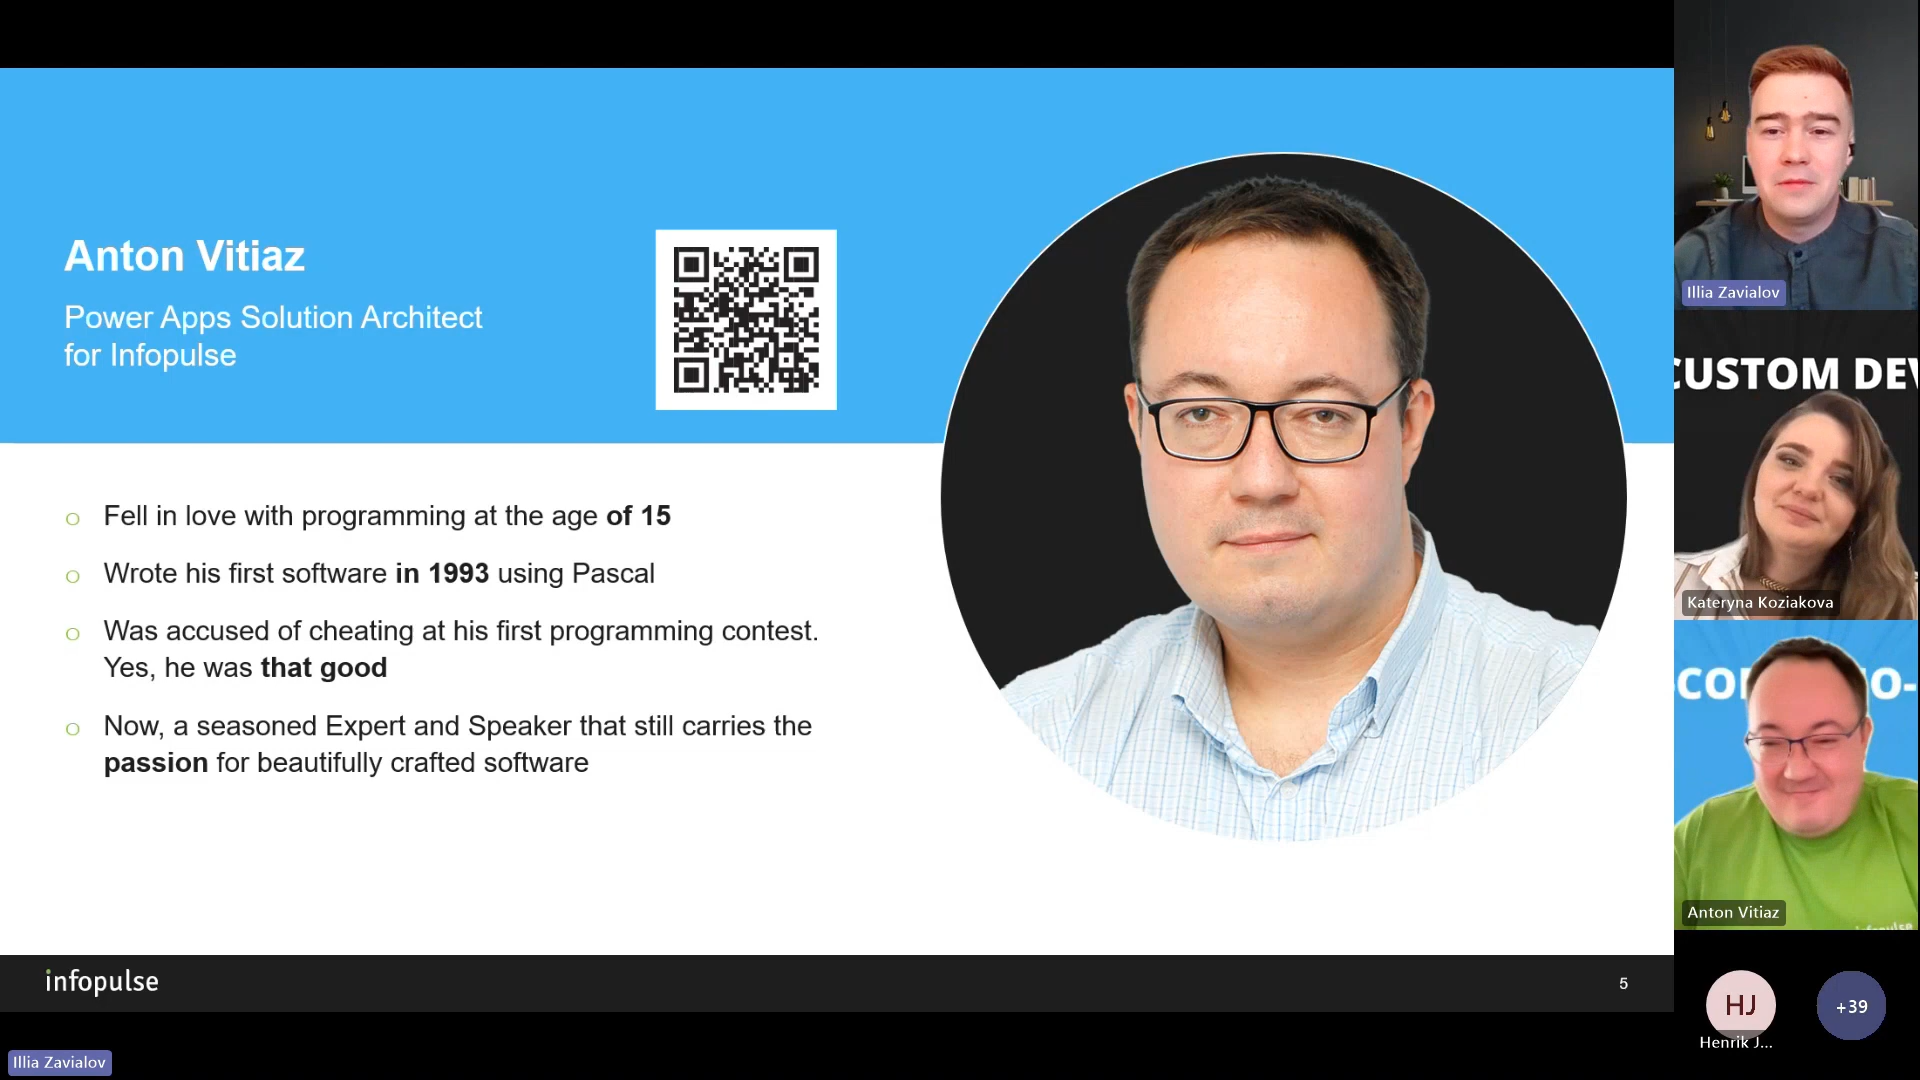 Anton Vitiaz
Power Apps Solution Architect
for Infopulse
o Fell in love with programming at the age of 15
o Wrote his first software in 1993 using Pascal
o Was accused of cheating at his first programming contest.
Yes, he was that good
o Now, a seasoned Expert and Speaker that still carries the
passion for beautifully crafted software
infopulse
5
Illia Zavialov
Illia Zavialov
CUSTOM DEV
Kateryna Koziakova
Anton Vitiaz
HJ
Henrik J...
+39